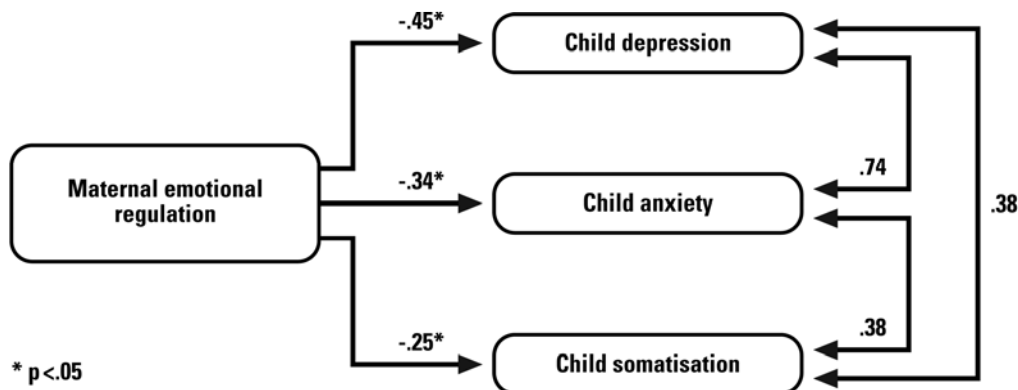 -.45*
Child depression
Maternal emotional
regulation
-.34*
Child anxiety
.74
.38
-.25*
Child somatisation
.38
* p<.05